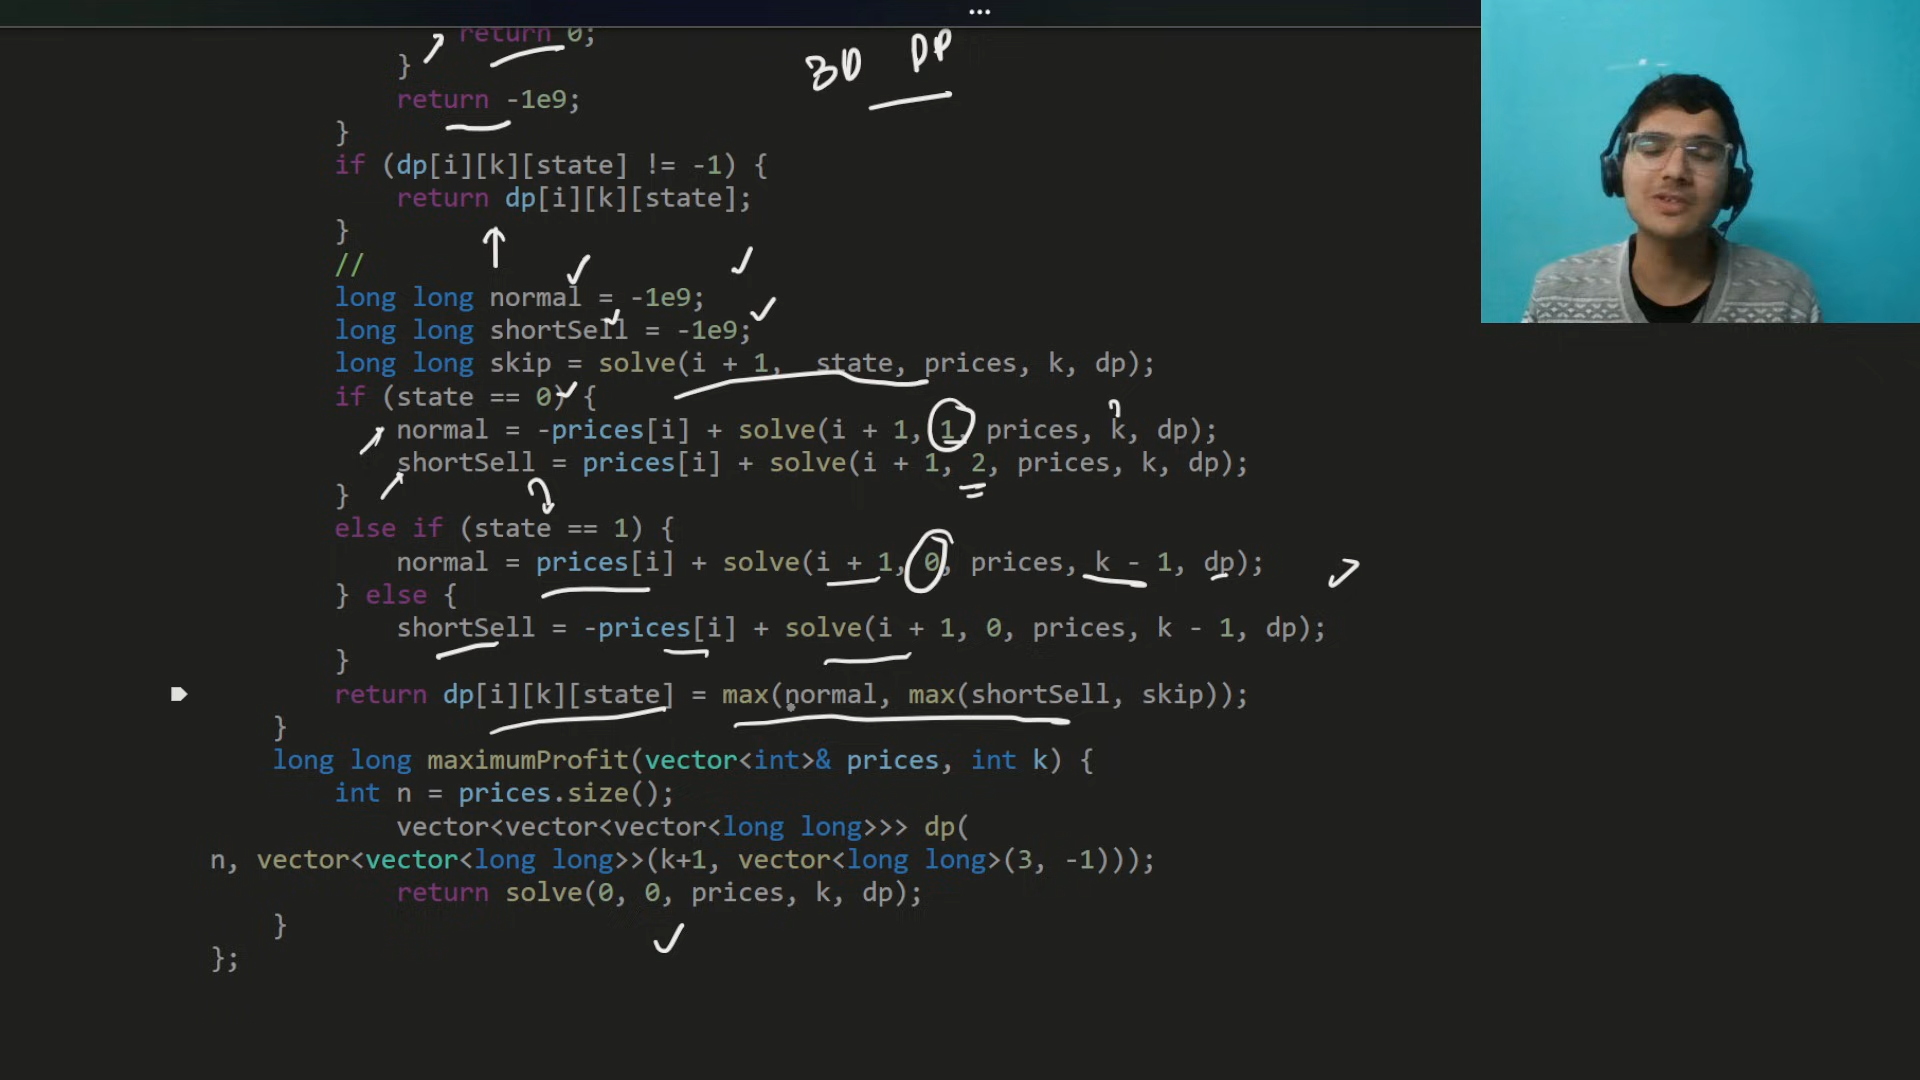 ...
return 0;
3D DP
}
return -1e9;
}
if (dp[i][k][state] != -1) {
return dp[i][k][state];
}
//
long long normal = -1e9;
long long shortSell = -1e9;
long long skip = solve(i + 1, state, prices, k, dp);
if (state == 0) {
normal = -prices[i] + solve(i + 1, 1, prices, k, dp);
shortSell = prices[i] + solve(i + 1, 2, prices, k, dp);
}
else if (state == 1) {
normal = prices[i] + solve(i + 1, 0, prices, k - 1, dp);
} else {
shortSell = -prices[i] + solve(i + 1, 0, prices, k - 1, dp);
}
return dp[i][k][state] = max(normal, max(shortSell, skip));
}
long long maximumProfit(vector<int>& prices, int k) {
int n = prices.size();
vector<vector<vector<long long>>> dp(
n, vector<vector<long long>>(k+1, vector<long long>(3, -1)));
return solve(0, 0, prices, k, dp);
}
};